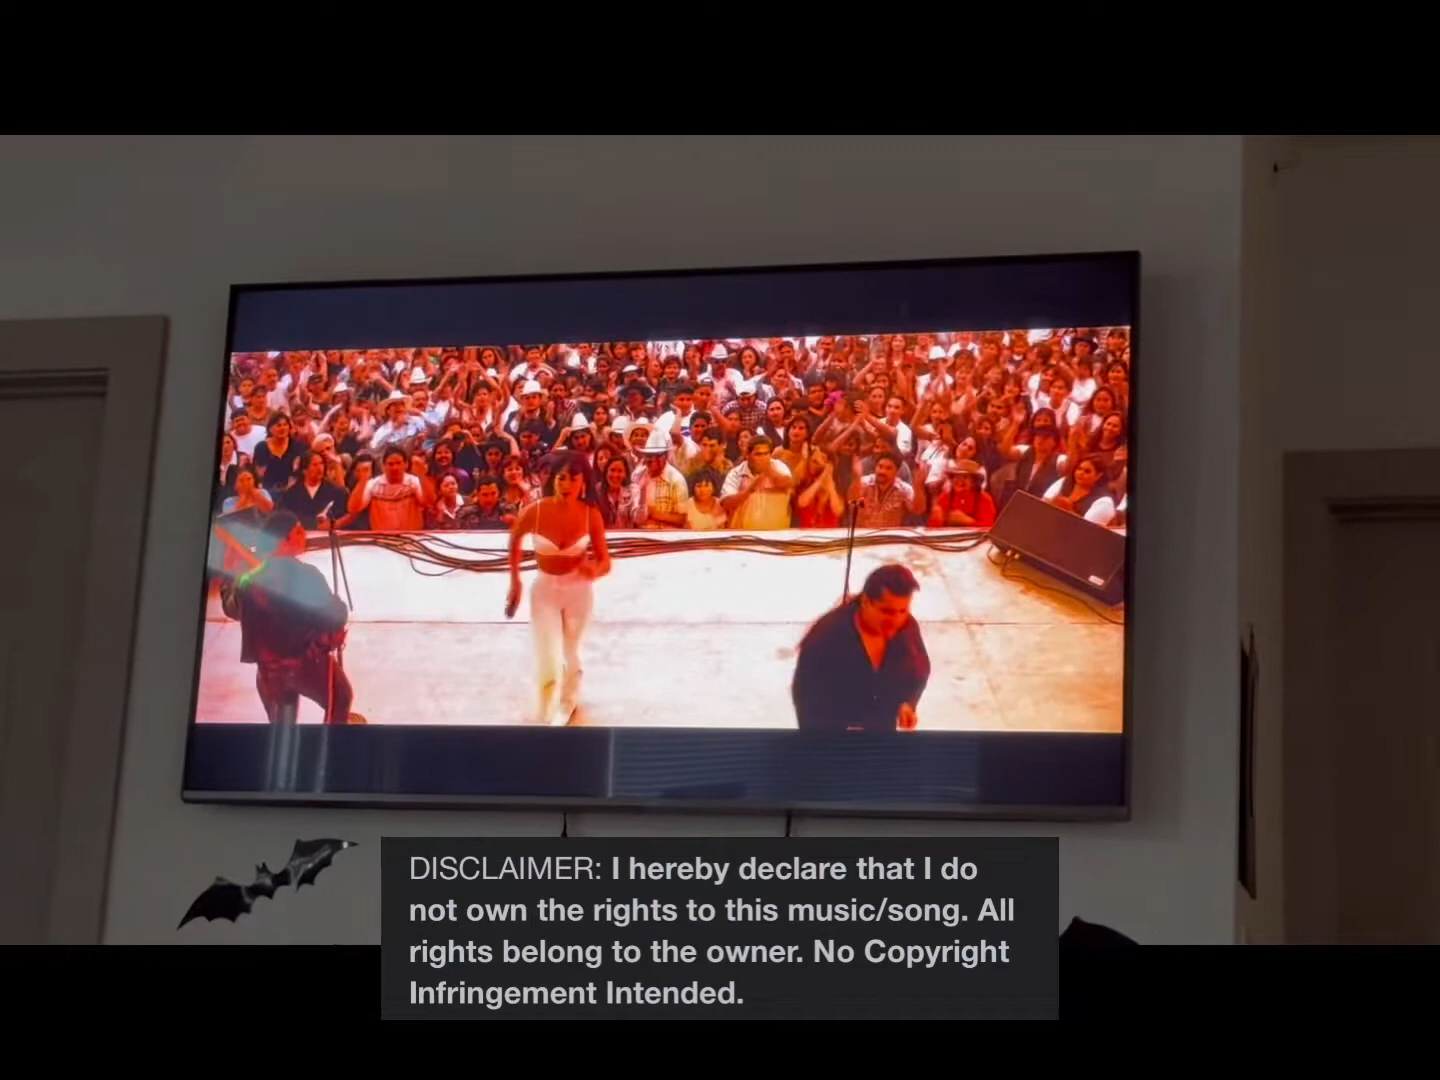 DISCLAIMER: I hereby declare that I do
not own the rights to this music/song. All
rights belong to the owner. No Copyright
Infringement Intended.